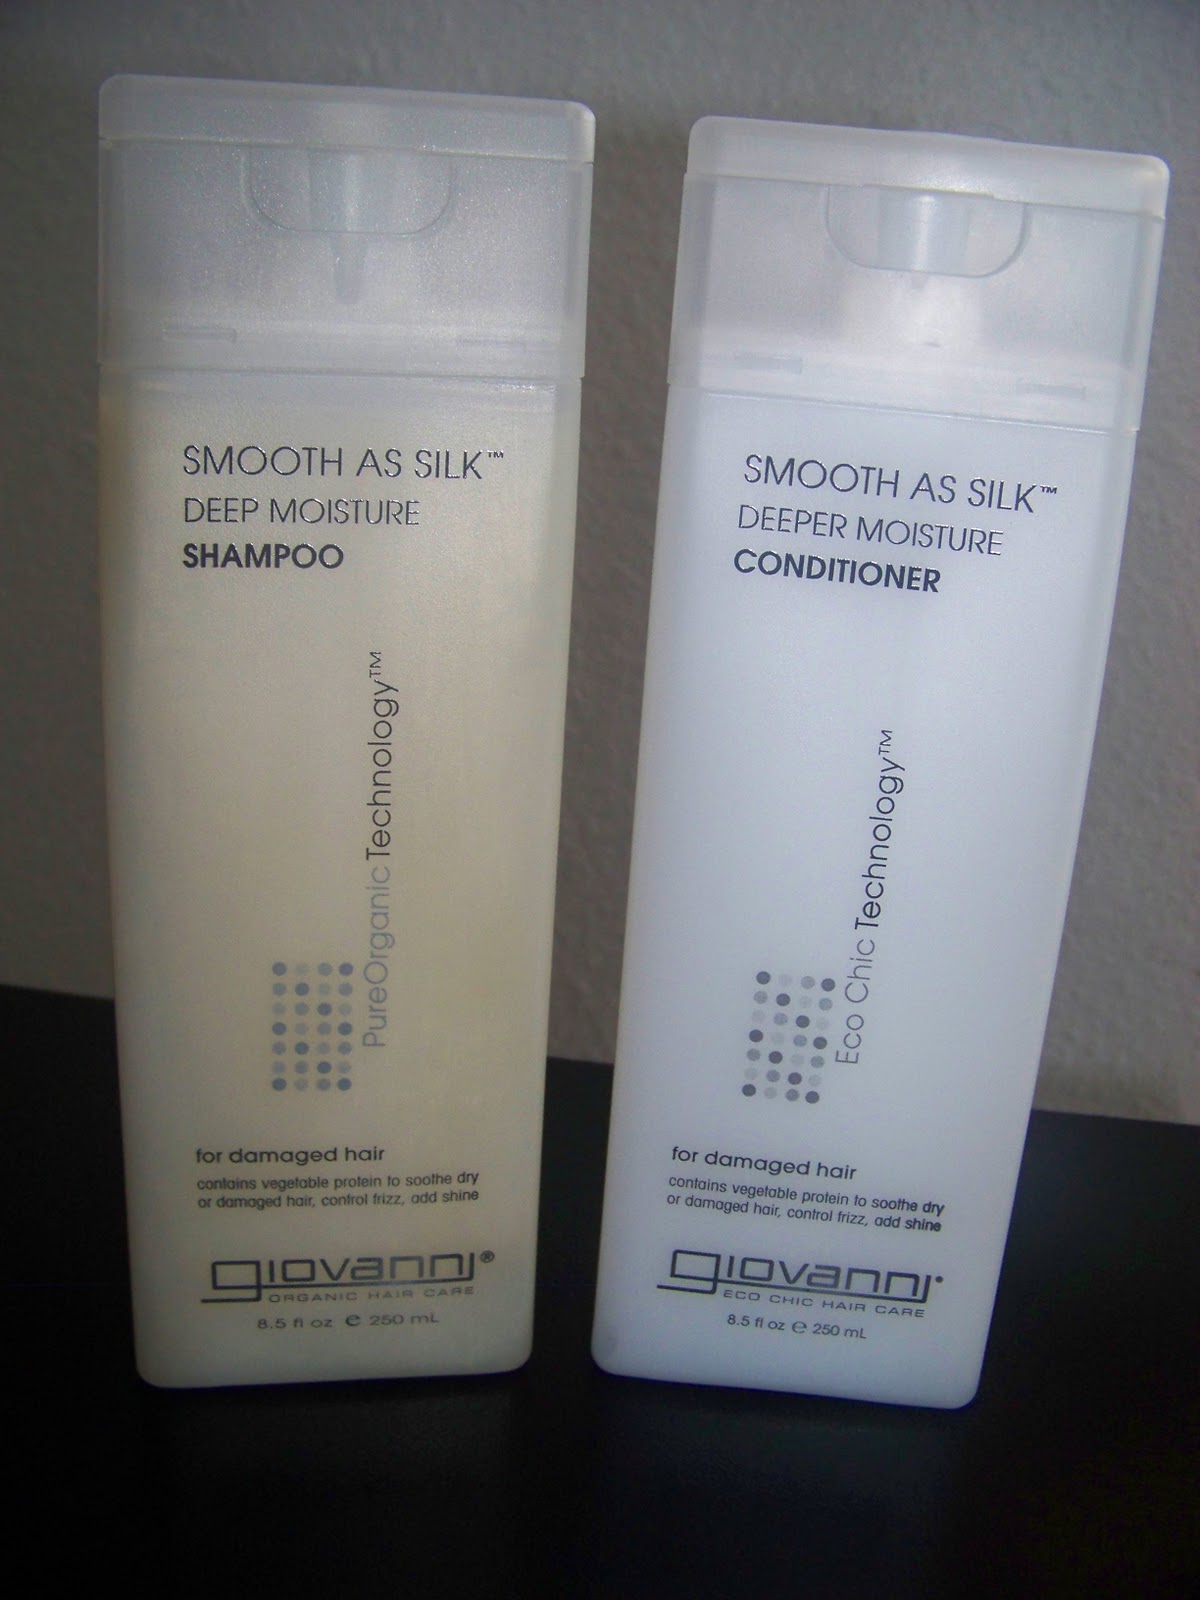 SMOOTH AS SILK™
DEEP MOISTURE
SHAMPOO
PureOrganic Technology™
for damaged hair
contains vegetable protein to soothe dry
or damaged hair, control frizz, add shine
giovanni®
ORGANIC HAIR CARE
8.5 fl oz ℮ 250 mL
SMOOTH AS SILK™
DEEPER MOISTURE
CONDITIONER
Eco Chic Technology™
for damaged hair
contains vegetable protein to soothe dry
or damaged hair, control frizz, add shine
giovanni®
ECO CHIC HAIR CARE
8.5 fl oz ℮ 250 mL